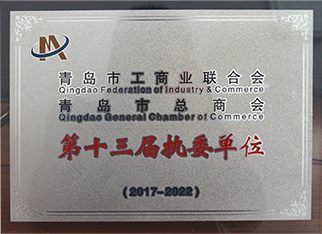 青岛市工商业联合会
Qingdao Federation of Industry & Commerce
青岛市总商会
Qingdao General Chamber of Commerce
第十三届执委单位
(2017-2022)